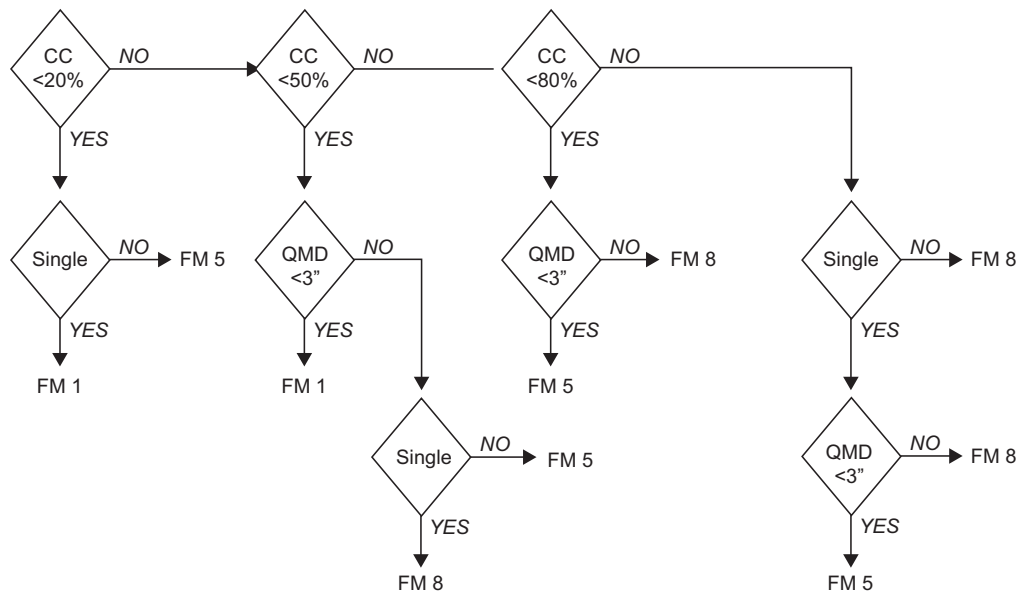 CC
<20%
NO
CC
<50%
NO
CC
<80%
NO
YES
YES
YES
Single
NO
FM 5
QMD
<3”
NO
QMD
<3”
NO
FM 8
Single
NO
FM 8
YES
YES
YES
YES
FM 1
FM 1
FM 5
Single
NO
FM 5
QMD
<3”
NO
FM 8
YES
YES
FM 8
FM 5